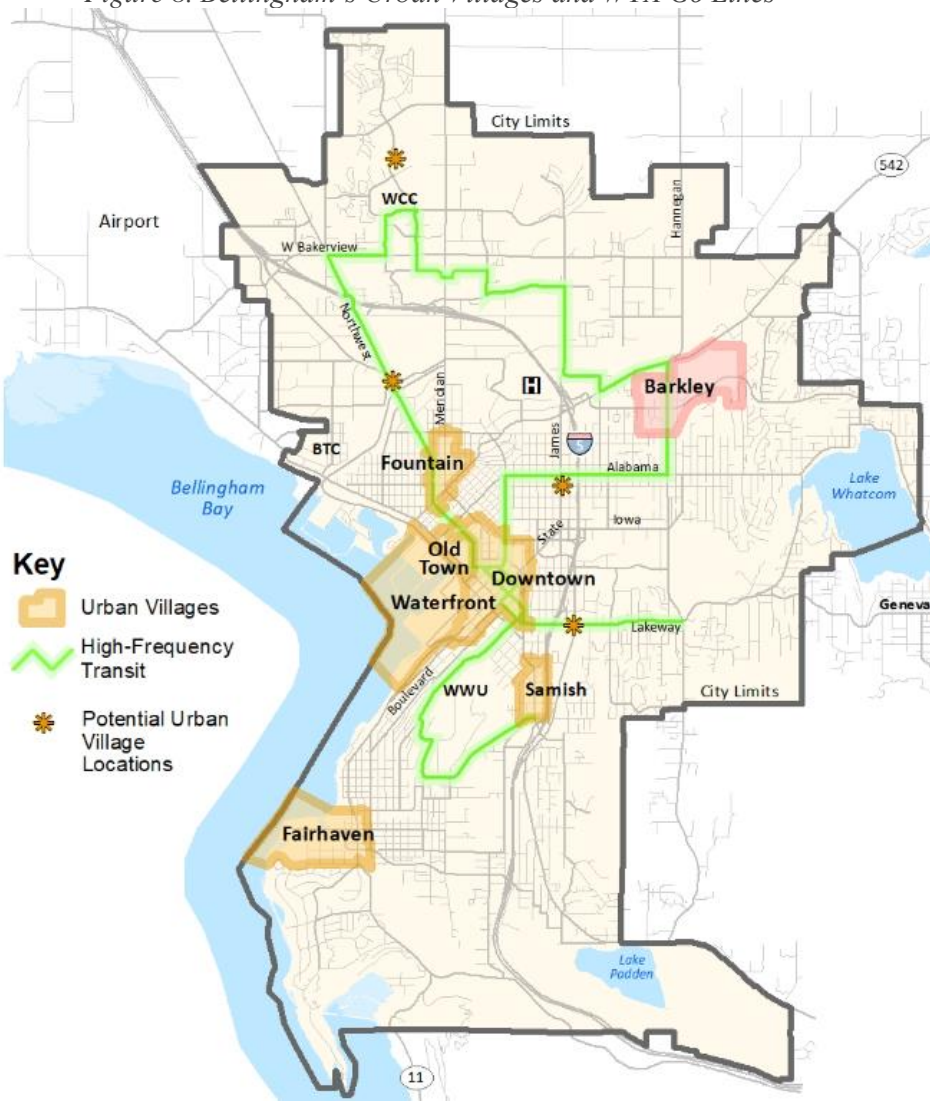 Figure 8. Bellingham's Urban Villages and WTA Go Lines
City Limits
542
Hannegan
WCC
Airport
W Bakerview
Northwest
Meridian
H
Barkley
James
5
BTC
Fountain
Alabama
Lake
Whatcom
Bellingham
Bay
State
Iowa
Old
Town
Downtown
Waterfront
Key
Urban Villages
High-Frequency
Transit
Potential Urban
Village
Locations
Geneva
Lakeway
Boulevard
WWU
Samish
City Limits
Fairhaven
Lake
Padden
11